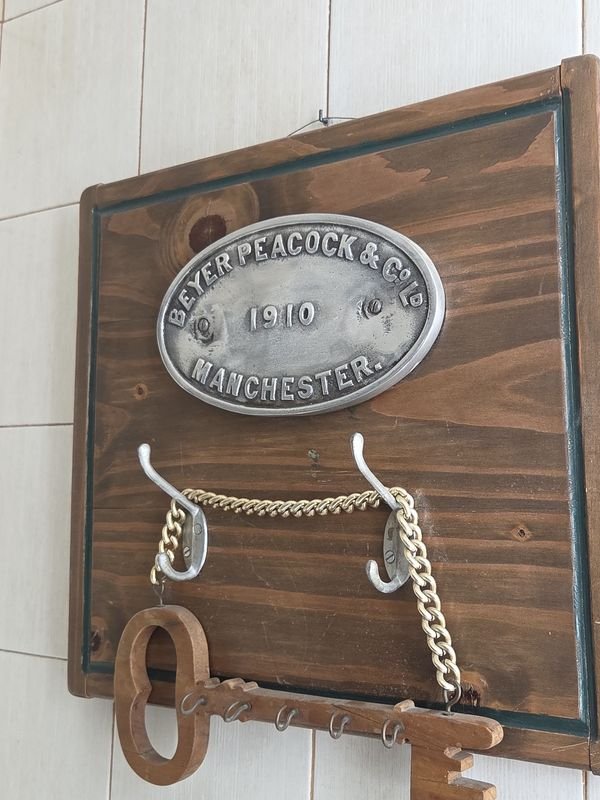 BEYER PEACOCK & Co LD
1910
MANCHESTER.